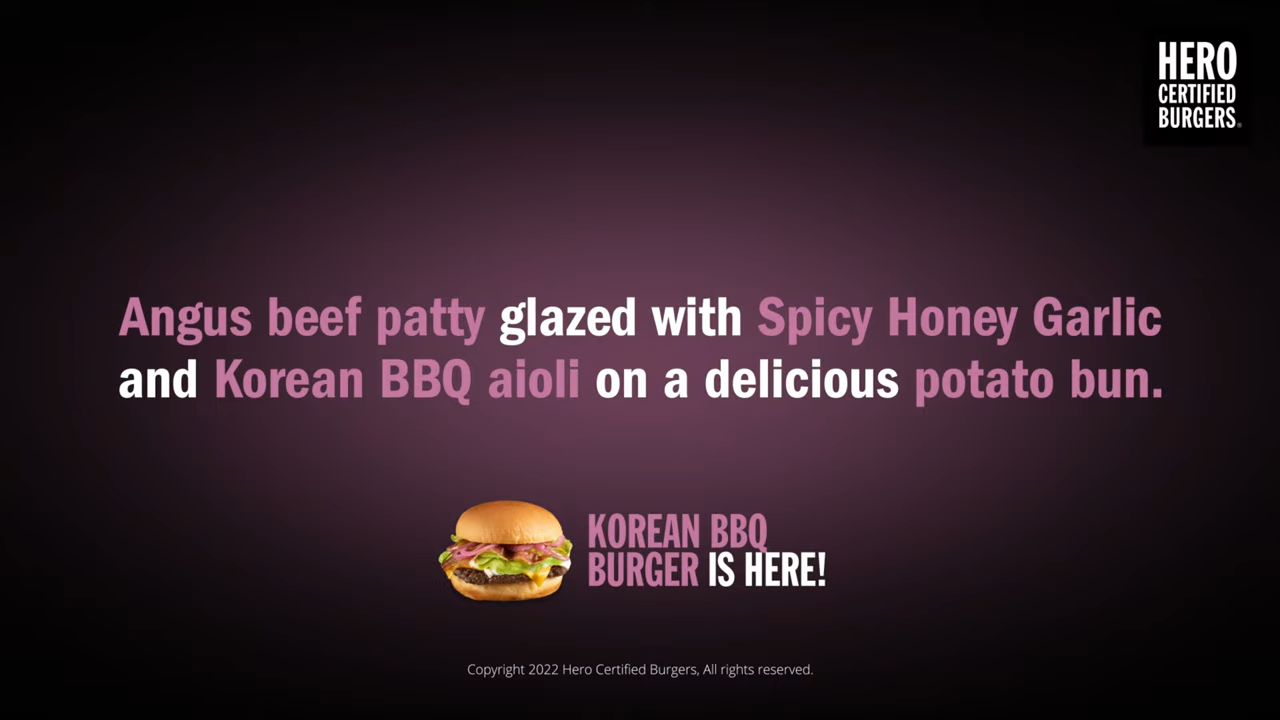 HERO
CERTIFIED
BURGERS®
Angus beef patty glazed with Spicy Honey Garlic
and Korean BBQ aioli on a delicious potato bun.
KOREAN BBQ
BURGER IS HERE!
Copyright 2022 Hero Certified Burgers, All rights reserved.